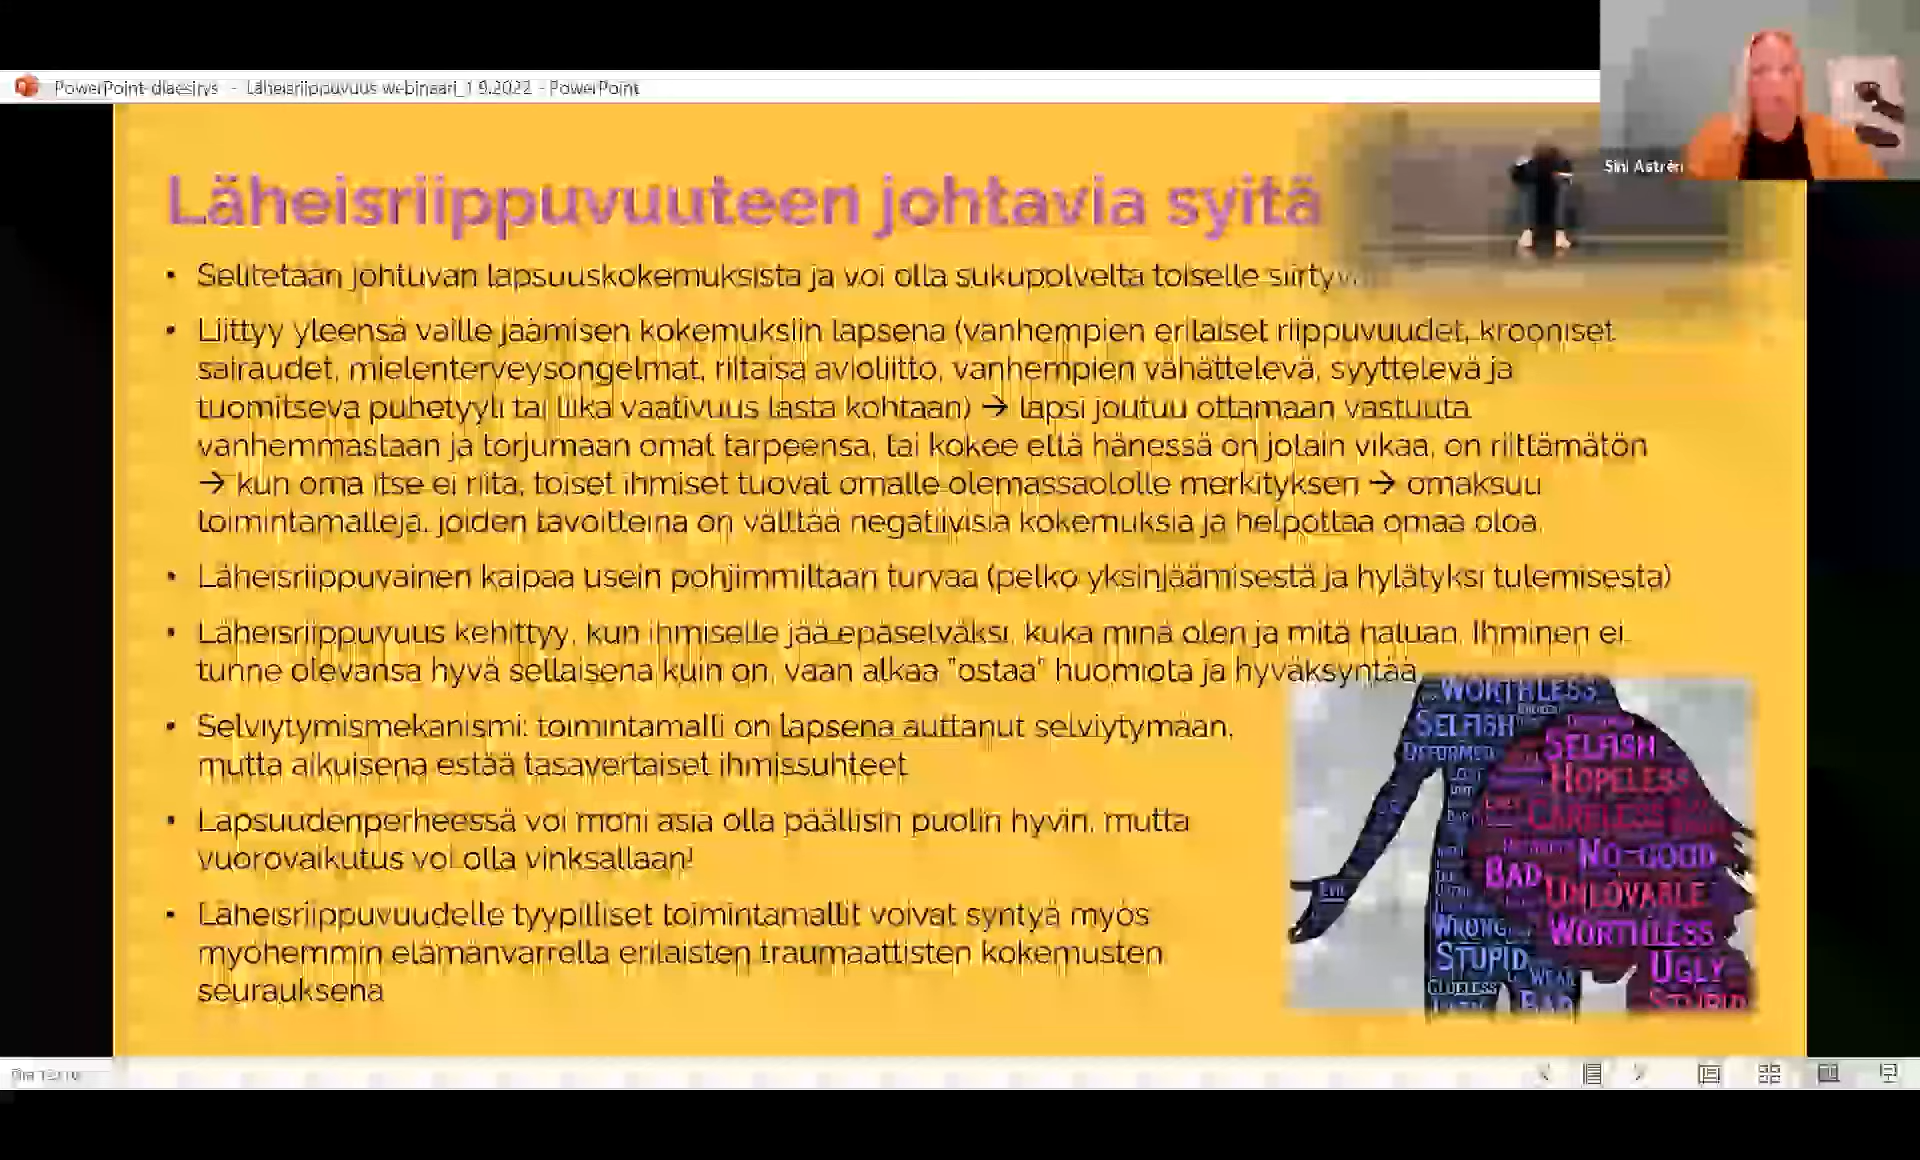 PowerPoint-diaesitys - Läheisriippuvuus webinaari_1.9.2022 - PowerPoint
Sini Åstrén
Läheisriippuvuuteen johtavia syitä
• Selitetään johtuvan lapsuuskokemuksista ja voi olla sukupolvelta toiselle
• Liittyy yleensä vaille jäämisen kokemuksiin lapsena (vanhempien erilaiset riippuvuudet, krooniset
sairaudet, mielenterveysongelmat, riitaisa avioliitto, vanhempien vähättelevä, syyttelevä ja
tuomitseva puhetyyli tai liika vaativuus lasta kohtaan) → lapsi joutuu ottamaan vastuuta
vanhemmastaan ja torjumaan omat tarpeensa, tai kokee että hänessä on jotain vikaa, on riittämätön
→ kun oma itse ei riitä, toiset ihmiset tuovat omalle olemassaololle merkityksen → omaksuu
toimintamalleja, joiden tavoitteina on välttää negatiivisia kokemuksia ja helpottaa omaa oloa
• Läheisriippuvainen kaipaa usein pohjimmiltaan turvaa (pelko yksinjäämisestä ja hylätyksi tulemisesta)
• Läheisriippuvuus kehittyy, kun ihmiselle jää epäselväksi, kuka minä olen ja mitä haluan. Ihminen ei
tunne olevansa hyvä sellaisena kuin on, vaan alkaa "ostaa" huomiota ja hyväksyntää
• Selviytymismekanismi: toimintamalli on lapsena auttanut selviytymään,
mutta aikuisena estää tasavertaiset ihmissuhteet
• Lapsuudenperheessä voi moni asia olla päällisin puolin hyvin, mutta
vuorovaikutus voi olla vinksallaan!
• Läheisriippuvuudelle tyypilliset toimintamallit voivat syntyä myös
myöhemmin elämänvarrella erilaisten traumaattisten kokemusten
seurauksena
WORTHLESS
SELFISH
DEFORMED
SELFISH
HOPELESS
CARELESS
NO-GOOD
BAD
UNLOVABLE
EVIL
WRONG
WORTHLESS
STUPID
WEAK
UGLY
CLUELESS
BAD
STUPID